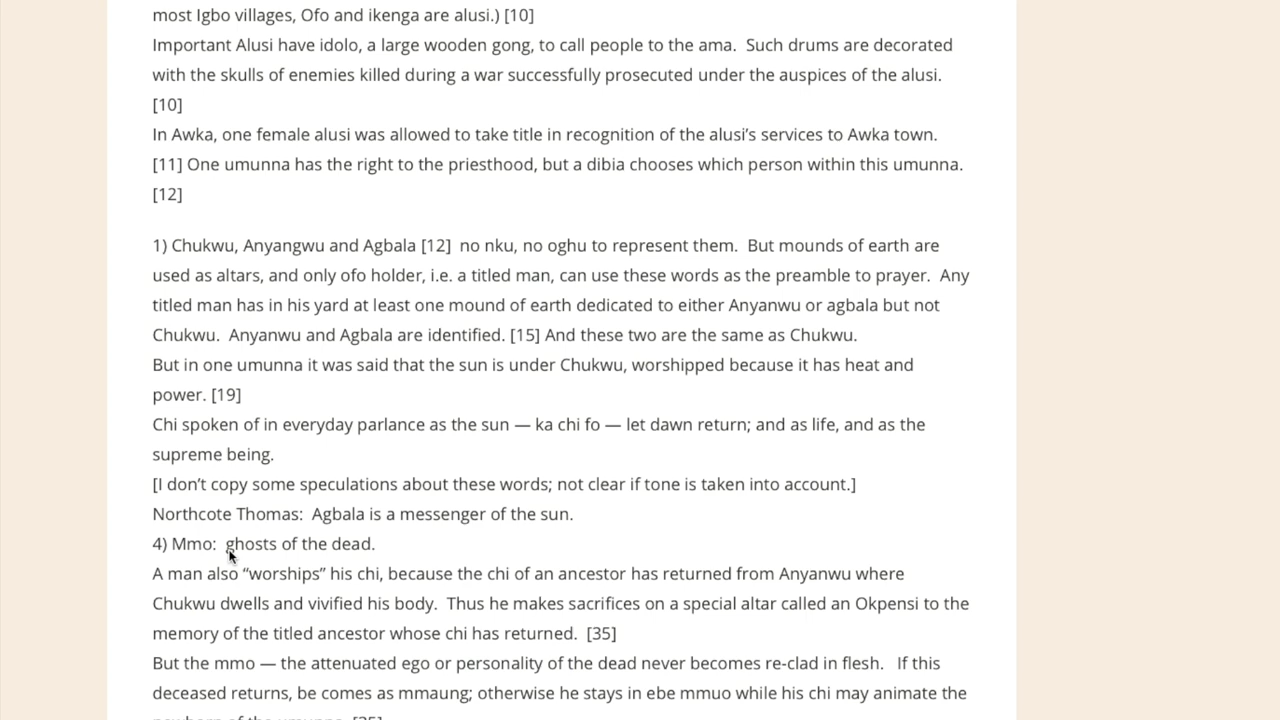 most Igbo villages, Ofo and ikenga are alusi.) [10]
Important Alusi have idolo, a large wooden gong, to call people to the ama.  Such drums are decorated
with the skulls of enemies killed during a war successfully prosecuted under the auspices of the alusi.
[10]
In Awka, one female alusi was allowed to take title in recognition of the alusi’s services to Awka town.
[11] One umunna has the right to the priesthood, but a dibia chooses which person within this umunna.
[12]
1) Chukwu, Anyangwu and Agbala [12]  no nku, no oghu to represent them.  But mounds of earth are
used as altars, and only ofo holder, i.e. a titled man, can use these words as the preamble to prayer.  Any
titled man has in his yard at least one mound of earth dedicated to either Anyanwu or agbala but not
Chukwu.  Anyanwu and Agbala are identified. [15] And these two are the same as Chukwu.
But in one umunna it was said that the sun is under Chukwu, worshipped because it has heat and
power. [19]
Chi spoken of in everyday parlance as the sun — ka chi fo — let dawn return; and as life, and as the
supreme being.
[I don’t copy some speculations about these words; not clear if tone is taken into account.]
Northcote Thomas:  Agbala is a messenger of the sun.
4) Mmo:  ghosts of the dead.
A man also “worships” his chi, because the chi of an ancestor has returned from Anyanwu where
Chukwu dwells and vivified his body.  Thus he makes sacrifices on a special altar called an Okpensi to the
memory of the titled ancestor whose chi has returned.  [35]
But the mmo — the attenuated ego or personality of the dead never becomes re-clad in flesh.   If this
deceased returns, be comes as mmaung; otherwise he stays in ebe mmuo while his chi may animate the